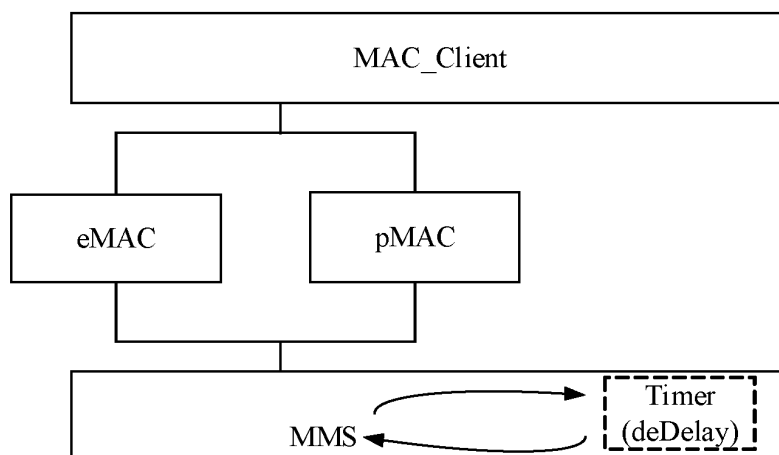 MAC_Client
eMAC
pMAC
Timer
(deDelay)
MMS